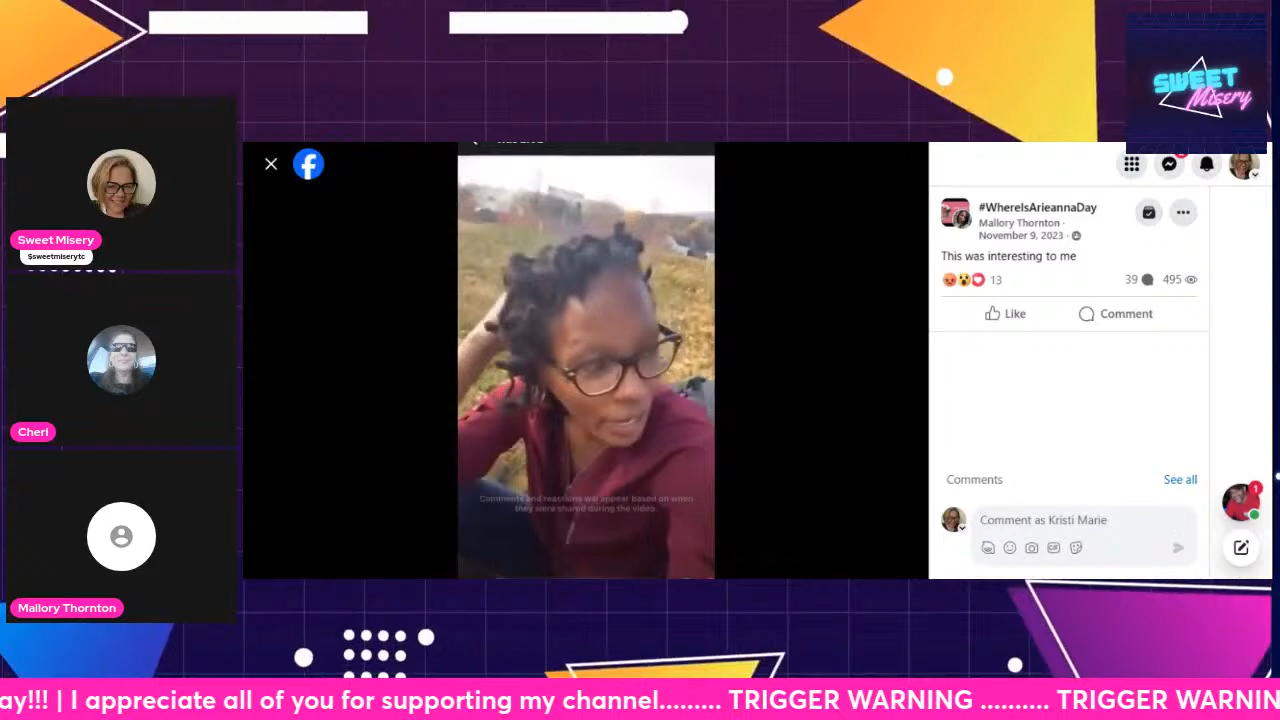 SWEET
Misery
Sweet Misery
$sweetmiserytc
Cheri
Mallory Thornton
#WhereIsArieannaDay
Mallory Thornton ·
November 9, 2023 ·
This was interesting to me
13
39
495
Like
Comment
Comments and reactions will appear based on when
they were shared during the video.
Comments
See all
Comment as Kristi Marie
GIF
1
ay!!! | I appreciate all of you for supporting my channel......... TRIGGER WARNING .......... TRIGGER WARNIN